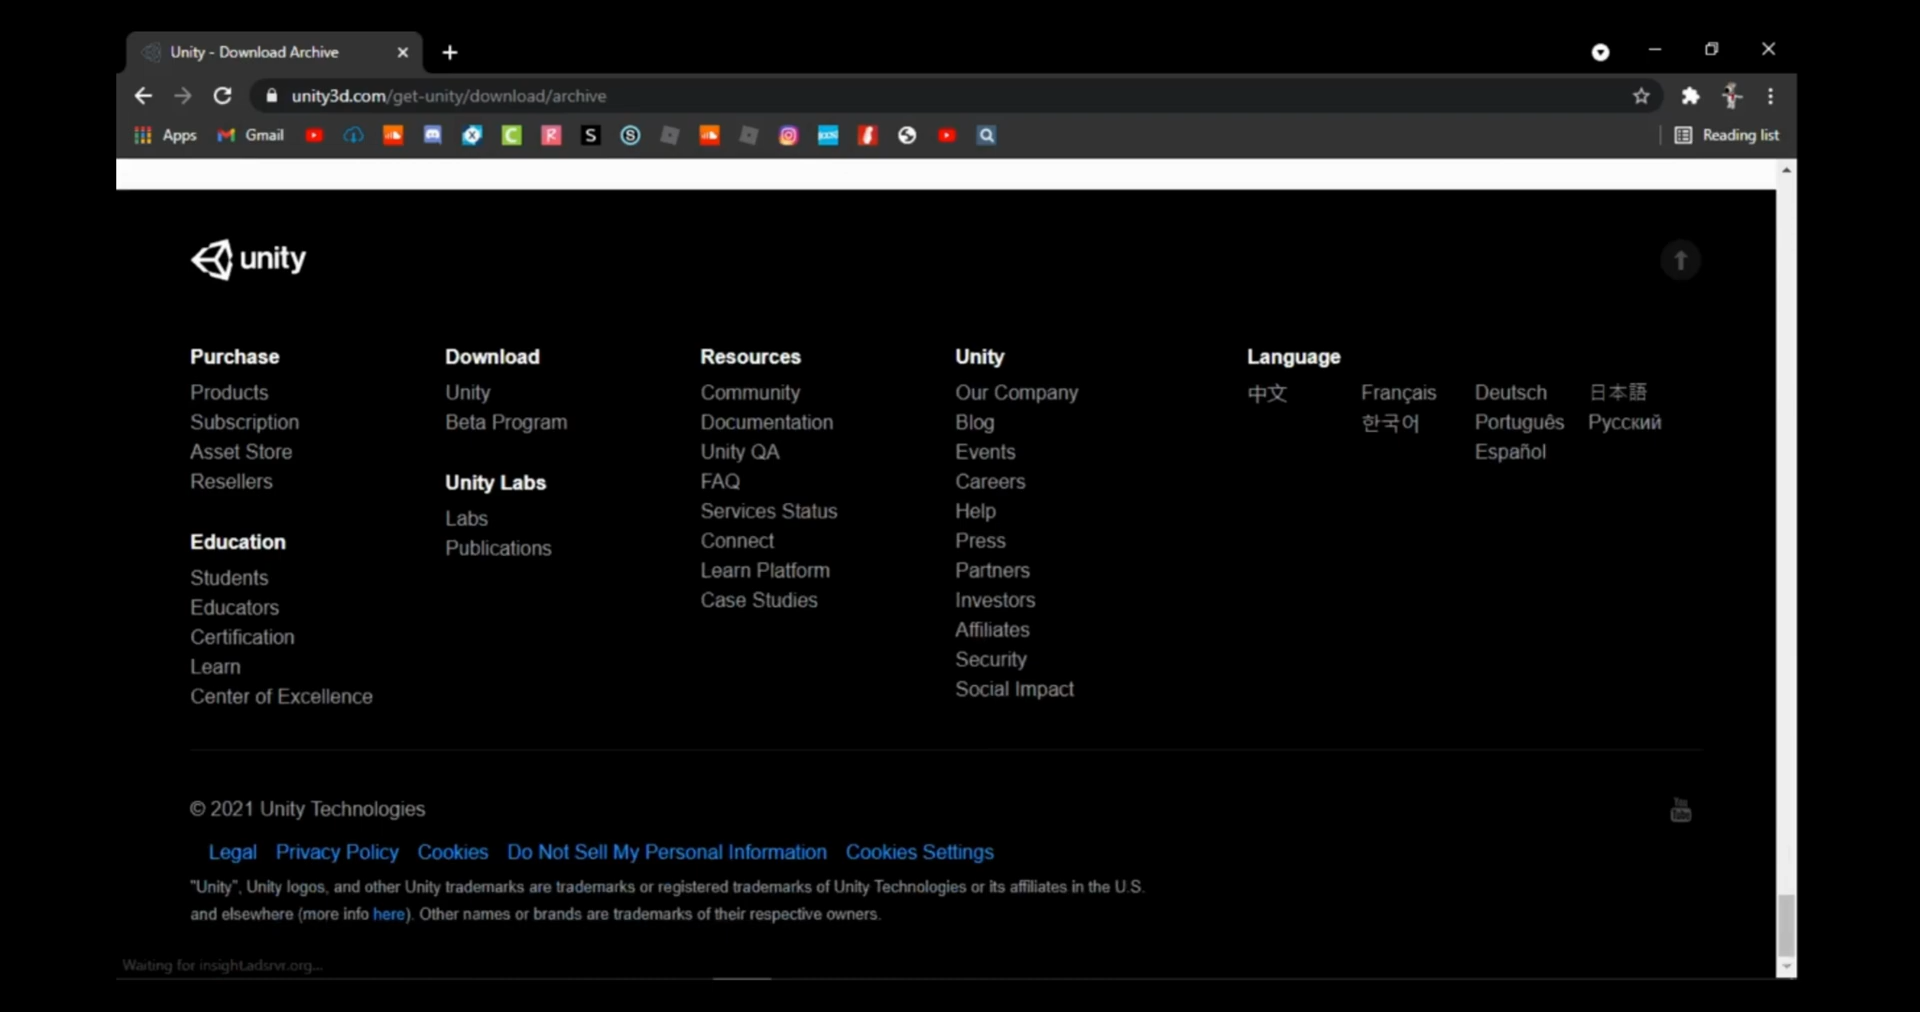 Unity - Download Archive
unity3d.com/get-unity/download/archive
Apps
Gmail
Reading list
unity
Purchase
Products
Subscription
Asset Store
Resellers
Education
Students
Educators
Certification
Learn
Center of Excellence
Download
Unity
Beta Program
Unity Labs
Labs
Publications
Resources
Community
Documentation
Unity QA
FAQ
Services Status
Connect
Learn Platform
Case Studies
Unity
Our Company
Blog
Events
Careers
Help
Press
Partners
Investors
Affiliates
Security
Social Impact
Language
中文 Français Deutsch 日本語
한국어 Português Русский
Español
© 2021 Unity Technologies
Legal Privacy Policy Cookies Do Not Sell My Personal Information Cookies Settings
"Unity", Unity logos, and other Unity trademarks are trademarks or registered trademarks of Unity Technologies or its affiliates in the U.S.
and elsewhere (more info here). Other names or brands are trademarks of their respective owners.
Waiting for insight.adsrvr.org...